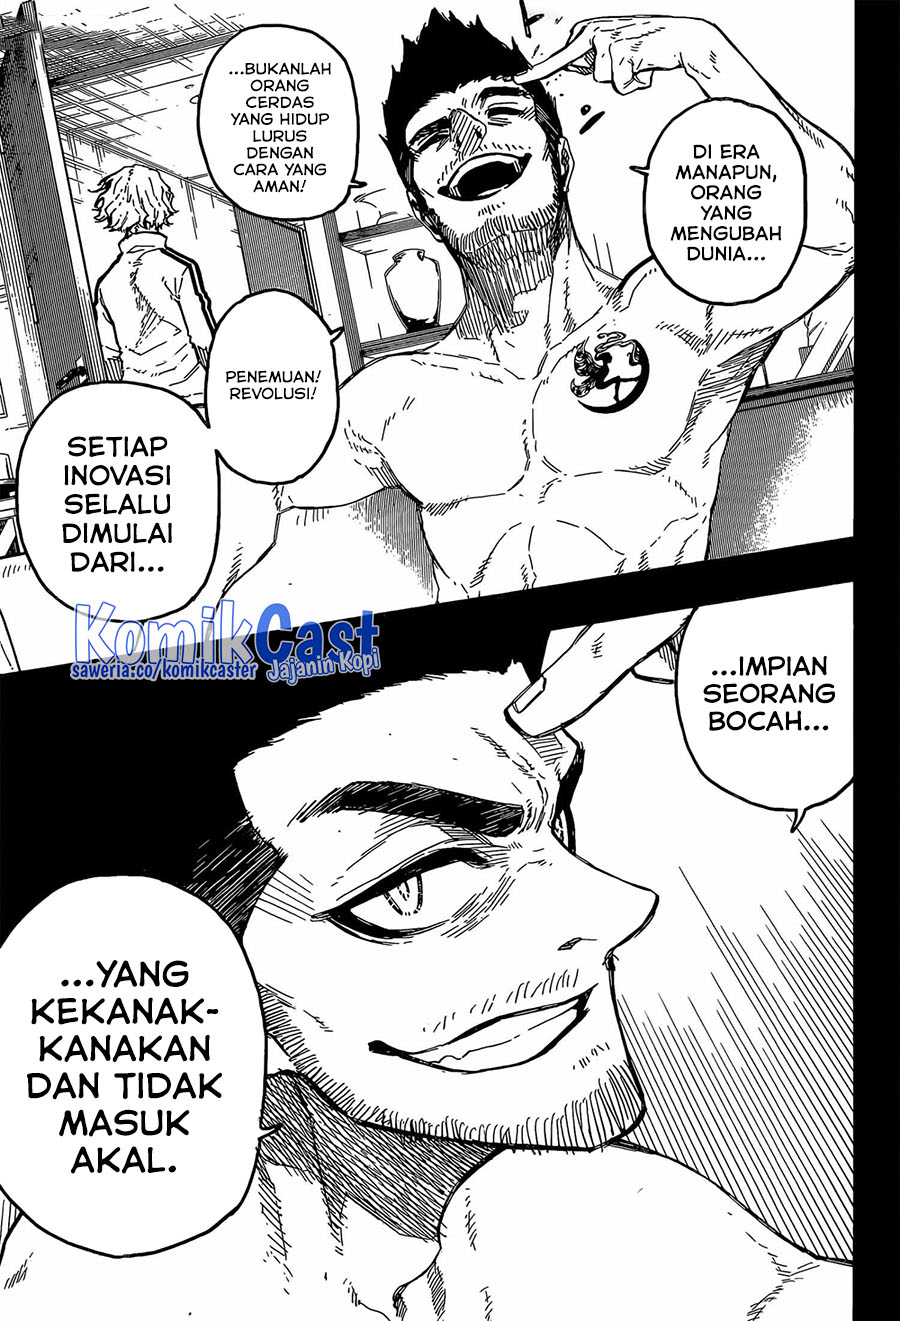 DI ERA
MANAPUN,
ORANG
YANG
MENGUBAH
DUNIA...
...BUKANLAH
ORANG
CERDAS
YANG HIDUP
LURUS
DENGAN
CARA YANG
AMAN!
PENEMUAN!
REVOLUSI!
SETIAP
INOVASI
SELALU
DIMULAI
DARI...
KomikCast
saweria.co/komikcaster Jajanin Kopi
...IMPIAN
SEORANG
BOCAH...
...YANG
KEKANAK-
KANAKAN
DAN TIDAK
MASUK
AKAL.